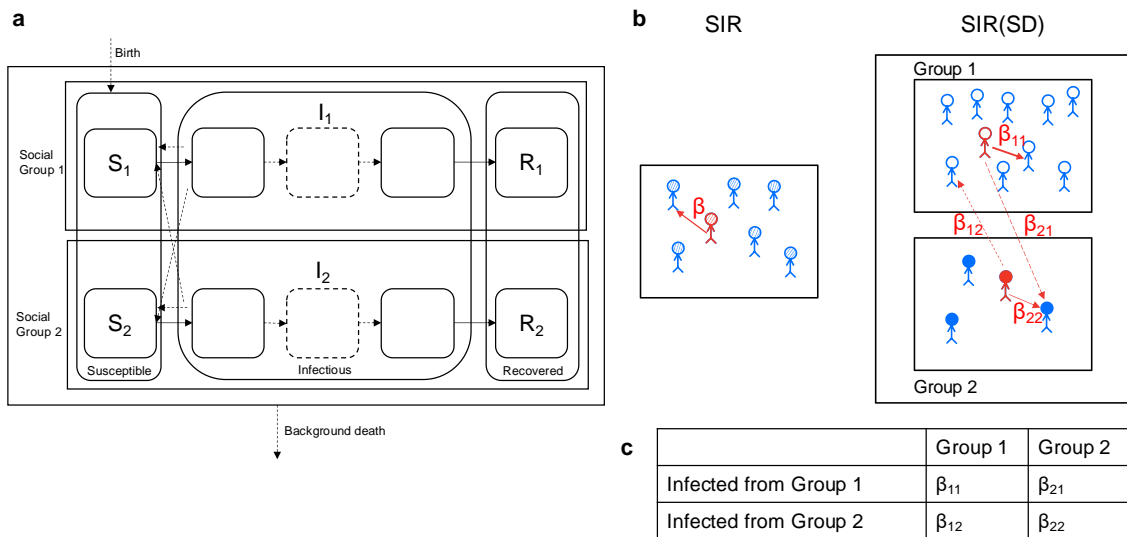 a
Birth
Social
Group 1
S₁
I₁
R₁
Social
Group 2
S₂
I₂
R₂
Susceptible
Infectious
Recovered
Background death
b
SIR
SIR(SD)
β
Group 1
β₁₁
β₁₂
β₂₁
β₂₂
Group 2
c
Group 1 Group 2
Infected from Group 1 β₁₁ β₂₁
Infected from Group 2 β₁₂ β₂₂